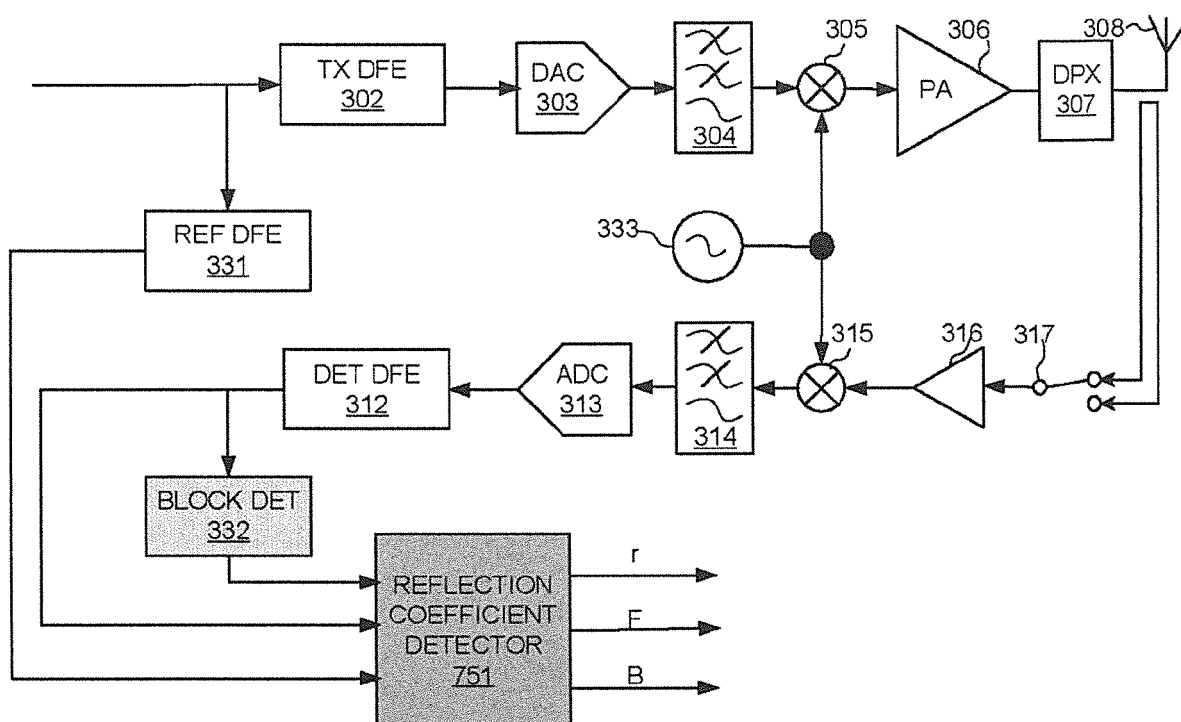 TX DFE
302
DAC
303
304
305
PA
306
DPX
307
308
REF DFE
331
333
DET DFE
312
ADC
313
314
315
316
317
BLOCK DET
332
REFLECTION
COEFFICIENT
DETECTOR
751
r
F
B